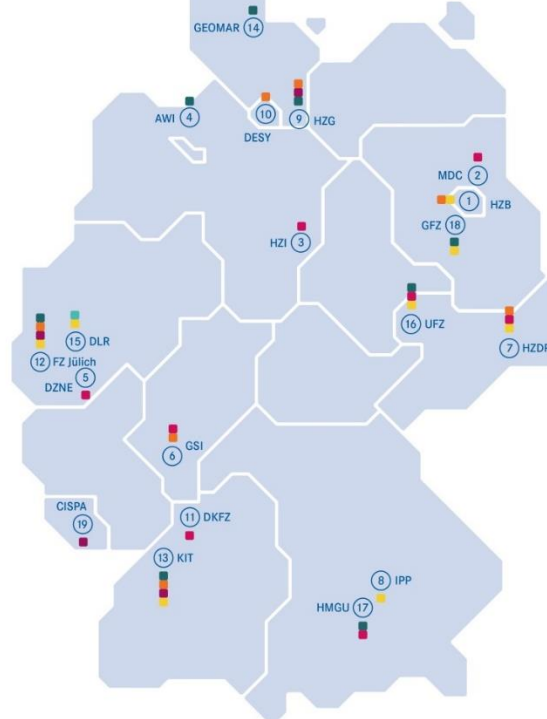 GEOMAR 14
AWI 4
10
DESY
9 HZG
MDC 2
1
HZB
GFZ 18
HZI 3
16 UFZ
7 HZDR
15 DLR
12 FZ Jülich
DZNE 5
6 GSI
CISPA
19
11 DKFZ
13 KIT
8 IPP
HMGU 17